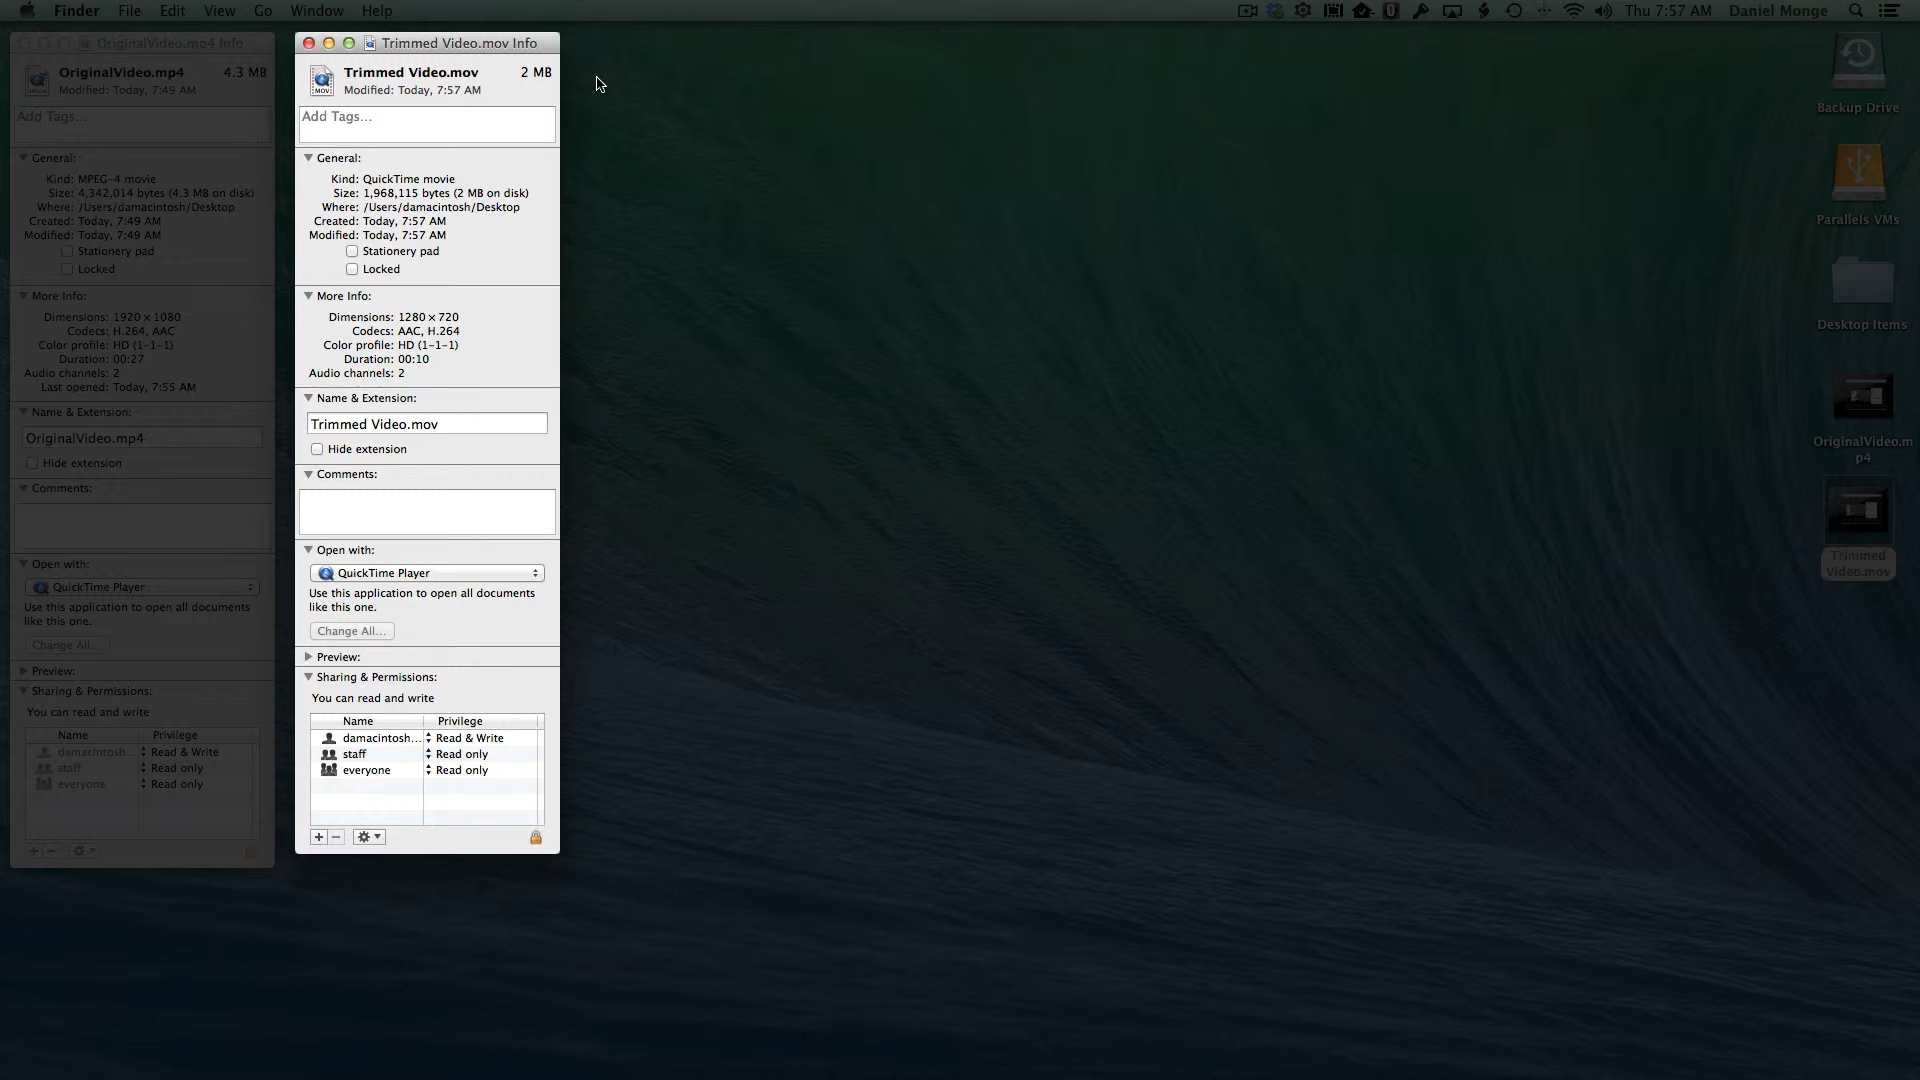 Finder File Edit View Go Window Help
Thu 7:57 AM Daniel Monge
OriginalVideo.mp4 Info
OriginalVideo.mp4 4.3 MB
Modified: Today, 7:49 AM
Add Tags...
General:
Kind: MPEG-4 movie
Size: 4,342,014 bytes (4.3 MB on disk)
Where: /Users/damacintosh/Desktop
Created: Today, 7:49 AM
Modified: Today, 7:49 AM
Stationery pad
Locked
More Info:
Dimensions: 1920 × 1080
Codecs: H.264, AAC
Color profile: HD (1-1-1)
Duration: 00:27
Audio channels: 2
Last opened: Today, 7:55 AM
Name & Extension:
OriginalVideo.mp4
Hide extension
Comments:
Open with:
QuickTime Player
Use this application to open all documents
like this one.
Change All...
Preview:
Sharing & Permissions:
You can read and write
Name Privilege
damacintosh... Read & Write
staff Read only
everyone Read only
Trimmed Video.mov Info
Trimmed Video.mov 2 MB
Modified: Today, 7:57 AM
Add Tags...
General:
Kind: QuickTime movie
Size: 1,968,115 bytes (2 MB on disk)
Where: /Users/damacintosh/Desktop
Created: Today, 7:57 AM
Modified: Today, 7:57 AM
Stationery pad
Locked
More Info:
Dimensions: 1280 × 720
Codecs: AAC, H.264
Color profile: HD (1-1-1)
Duration: 00:10
Audio channels: 2
Name & Extension:
Trimmed Video.mov
Hide extension
Comments:
Open with:
QuickTime Player
Use this application to open all documents
like this one.
Change All...
Preview:
Sharing & Permissions:
You can read and write
Name Privilege
damacintosh... Read & Write
staff Read only
everyone Read only
Backup Drive
Parallels VMs
Desktop Items
OriginalVideo.m
p4
Trimmed
Video.mov